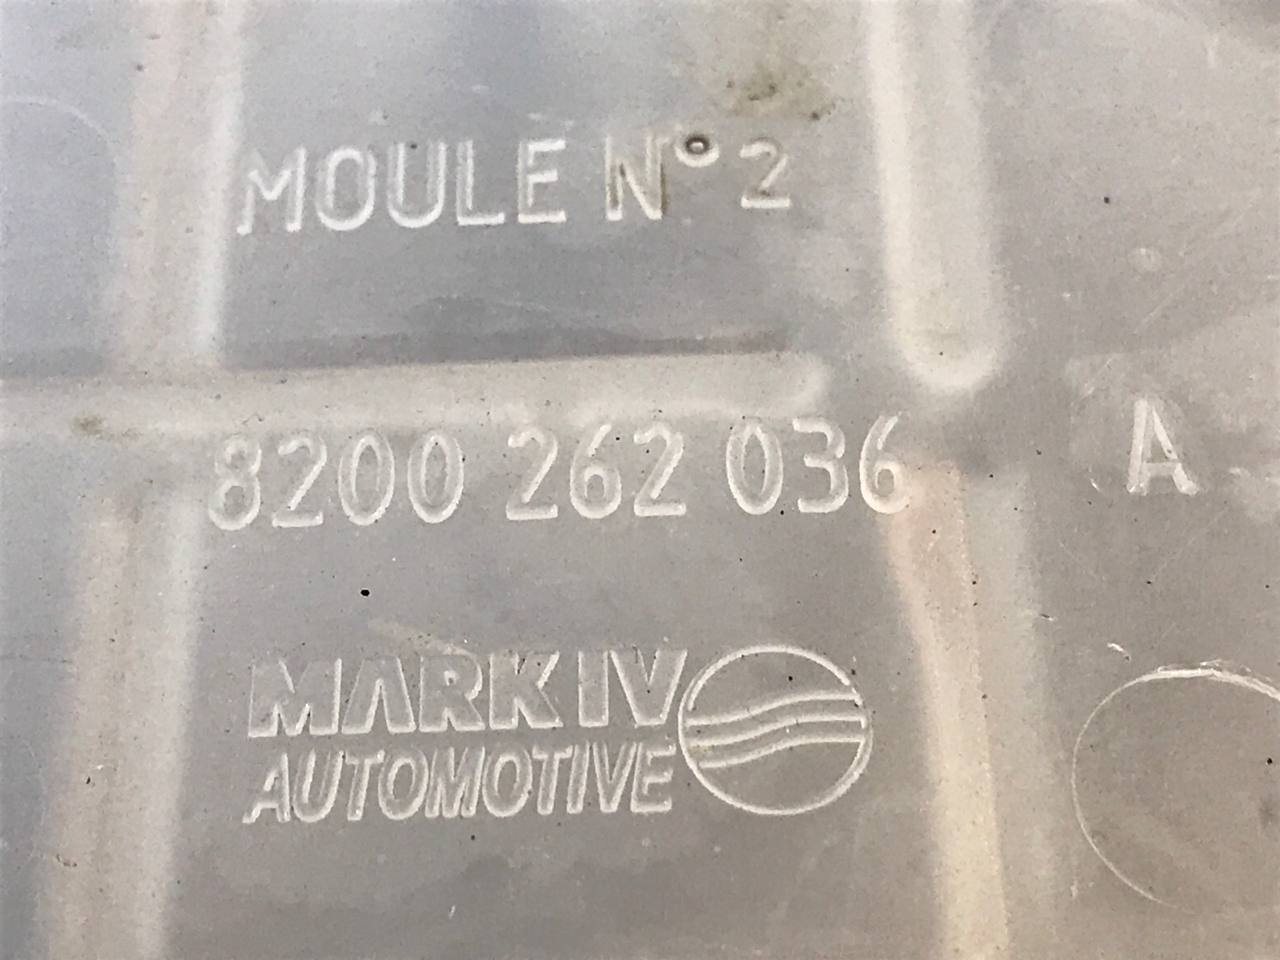 MOULE N° 2
8200 262 036 A
MARK IV
AUTOMOTIVE